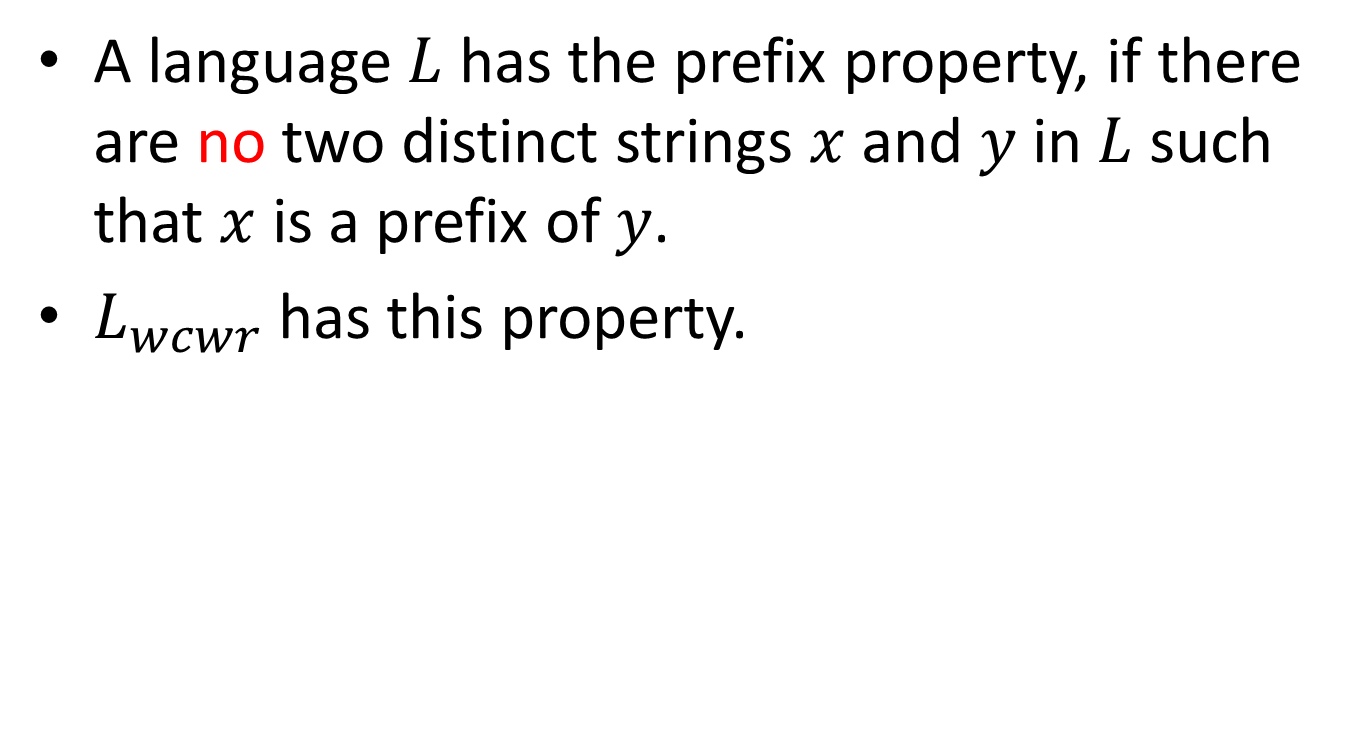 • A language L has the prefix property, if there
are no two distinct strings x and y in L such
that x is a prefix of y.
• L_wcwr has this property.